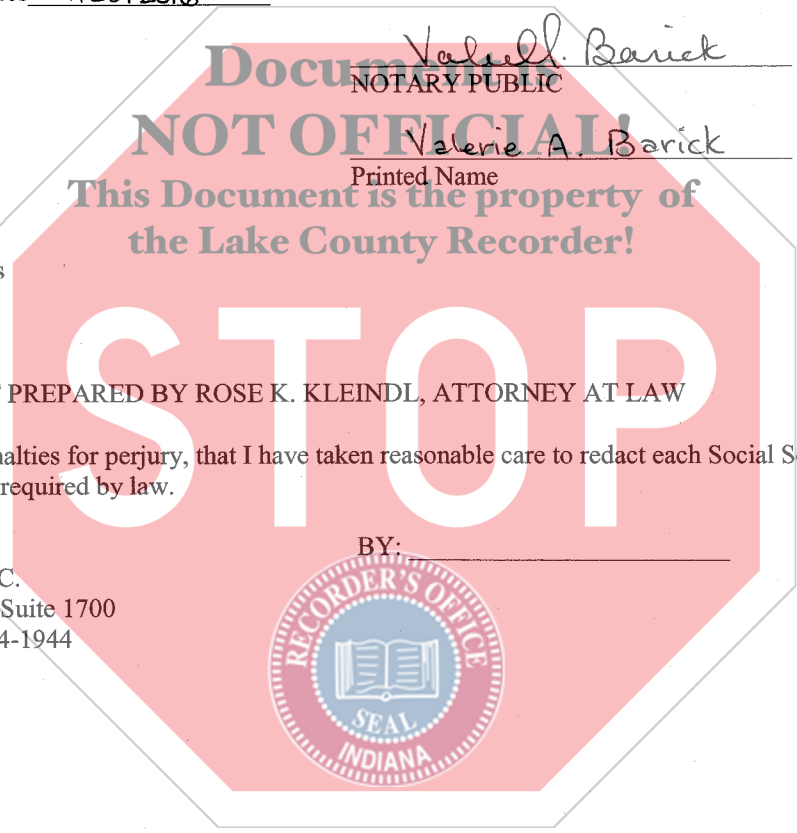 Valerie A. Barick
Document is
NOTARY PUBLIC
NOT OFFICIAL!
Valerie A. Barick
Printed Name
This Document is the property of
the Lake County Recorder!
s
STOP
PREPARED BY ROSE K. KLEINDL, ATTORNEY AT LAW
nalties for perjury, that I have taken reasonable care to redact each Social S
required by law.
BY:
C.
Suite 1700
4-1944
RECORDER'S OFFICE
SEAL
INDIANA